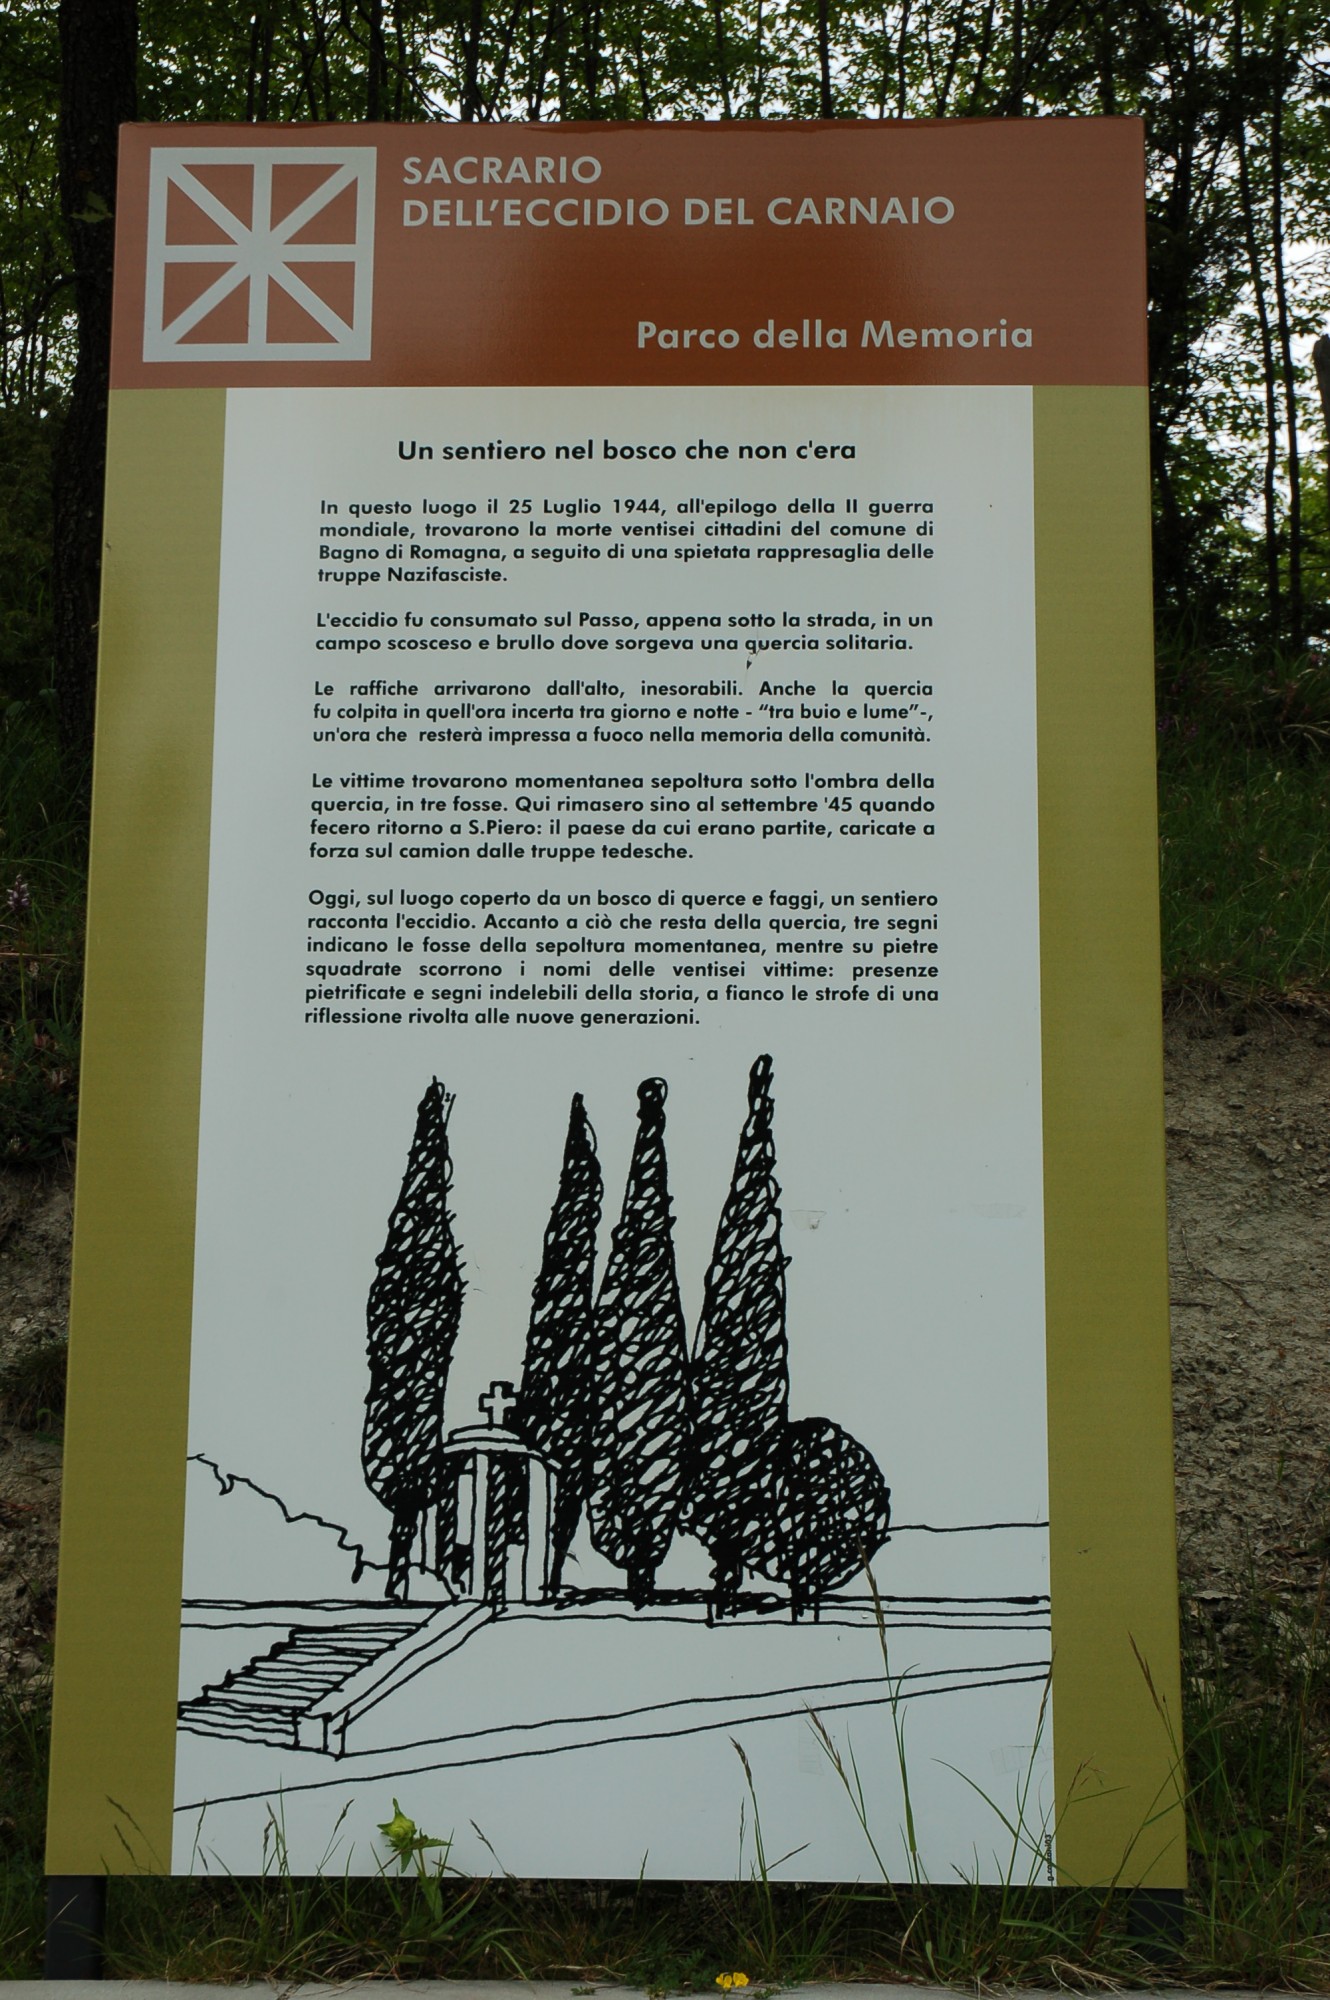 SACRARIO
DELL'ECCIDIO DEL CARNAIO
Parco della Memoria
Un sentiero nel bosco che non c'era
In questo luogo il 25 Luglio 1944, all'epilogo della II guerra
mondiale, trovarono la morte ventisei cittadini del comune di
Bagno di Romagna, a seguito di una spietata rappresaglia delle
truppe Nazifasciste.
L'eccidio fu consumato sul Passo, appena sotto la strada, in un
campo scosceso e brullo dove sorgeva una quercia solitaria.
Le raffiche arrivarono dall'alto, inesorabili. Anche la quercia
fu colpita in quell'ora incerta tra giorno e notte - “tra buio e lume”-,
un'ora che resterà impressa a fuoco nella memoria della comunità.
Le vittime trovarono momentanea sepoltura sotto l'ombra della
quercia, in tre fosse. Qui rimasero sino al settembre '45 quando
fecero ritorno a S.Piero: il paese da cui erano partite, caricate a
forza sul camion dalle truppe tedesche.
Oggi, sul luogo coperto da un bosco di querce e faggi, un sentiero
racconta l'eccidio. Accanto a ciò che resta della quercia, tre segni
indicano le fosse della sepoltura momentanea, mentre su pietre
squadrate scorrono i nomi delle ventisei vittime: presenze
pietrificate e segni indelebili della storia, a fianco le strofe di una
riflessione rivolta alle nuove generazioni.